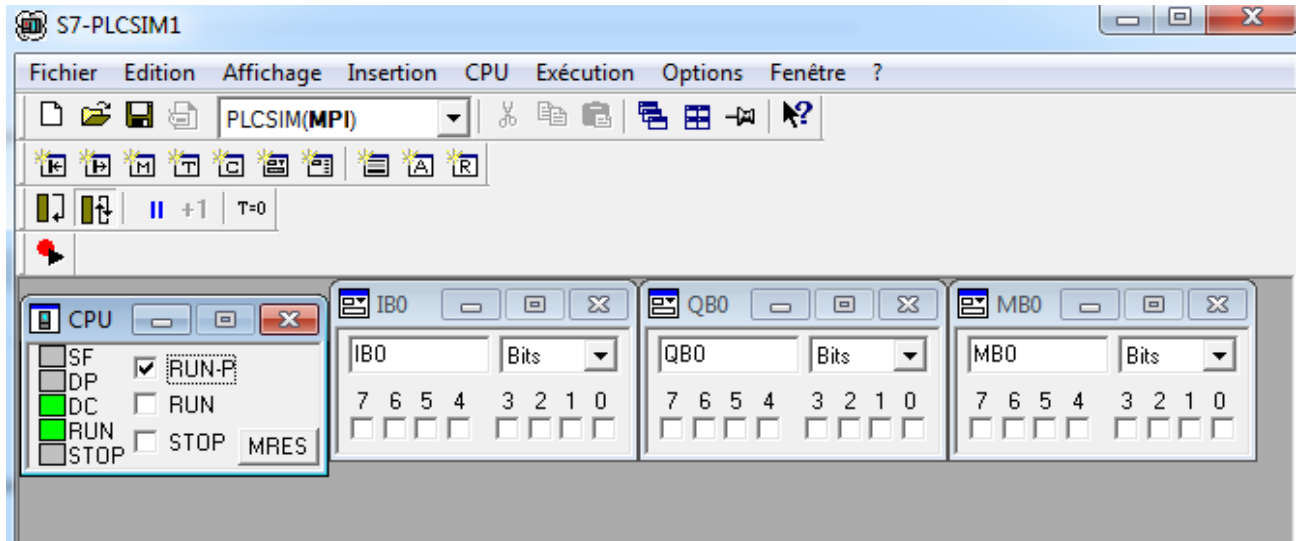 S7-PLCSIM1
Fichier Edition Affichage Insertion CPU Exécution Options Fenêtre ?
PLCSIM(MPI)
M T C A R
+1 T=0
CPU
SF
DP
DC
RUN
STOP
RUN-P
RUN
STOP
MRES
IB0
IB0 Bits
7 6 5 4 3 2 1 0
QB0
QB0 Bits
7 6 5 4 3 2 1 0
MB0
MB0 Bits
7 6 5 4 3 2 1 0